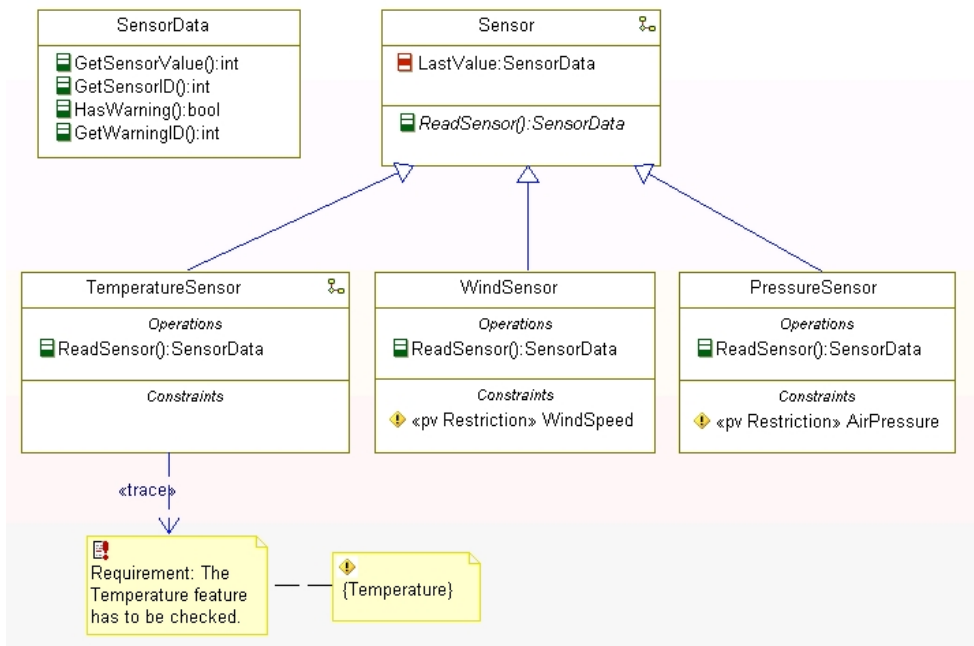 SensorData
GetSensorValue():int
GetSensorID():int
HasWarning():bool
GetWarningID():int
Sensor
LastValue:SensorData
ReadSensor():SensorData
TemperatureSensor
Operations
ReadSensor():SensorData
Constraints
WindSensor
Operations
ReadSensor():SensorData
Constraints
«pv Restriction» WindSpeed
PressureSensor
Operations
ReadSensor():SensorData
Constraints
«pv Restriction» AirPressure
«trace»
Requirement: The
Temperature feature
has to be checked.
{Temperature}